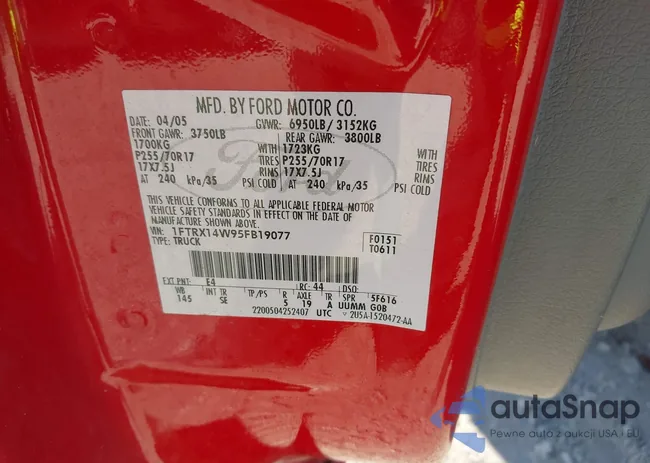 MFD. BY FORD MOTOR CO.
DATE: 04/05 GVWR: 6950LB / 3152KG
FRONT GAWR: 3750LB REAR GAWR: 3800LB
1700KG WITH 1723KG WITH
P255/70R17 TIRES P255/70R17 TIRES
17X7.5J RIMS 17X7.5J RIMS
AT 240 kPa/35 PSI COLD AT 240 kPa/35 PSI COLD
THIS VEHICLE CONFORMS TO ALL APPLICABLE FEDERAL MOTOR
VEHICLE SAFETY STANDARDS IN EFFECT ON THE DATE OF
MANUFACTURE SHOWN ABOVE.
VIN: 1FTRX14W95FB19077 F0151
TYPE: TRUCK T0611
EXT PNT: E4 RC: 44 DSO:
WB INT TR TP/PS R AXLE TR SPR 5F616
145 SE 5 19 A UUMM GOB
2200504252407 UTC ▽ 2U5A-1520472-AA
Ford
autoSnap
Pewne auto z aukcji USA i EU